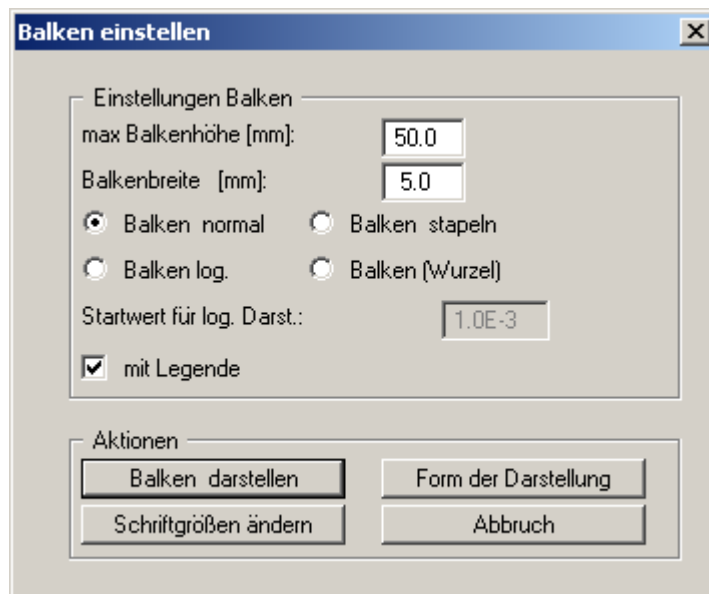 Balken einstellen
Einstellungen Balken
max Balkenhöhe [mm]: 50.0
Balkenbreite [mm]: 5.0
Balken normal Balken stapeln
Balken log. Balken (Wurzel)
Startwert für log. Darst.: 1.0E-3
mit Legende
Aktionen
Balken darstellen Form der Darstellung
Schriftgrößen ändern Abbruch